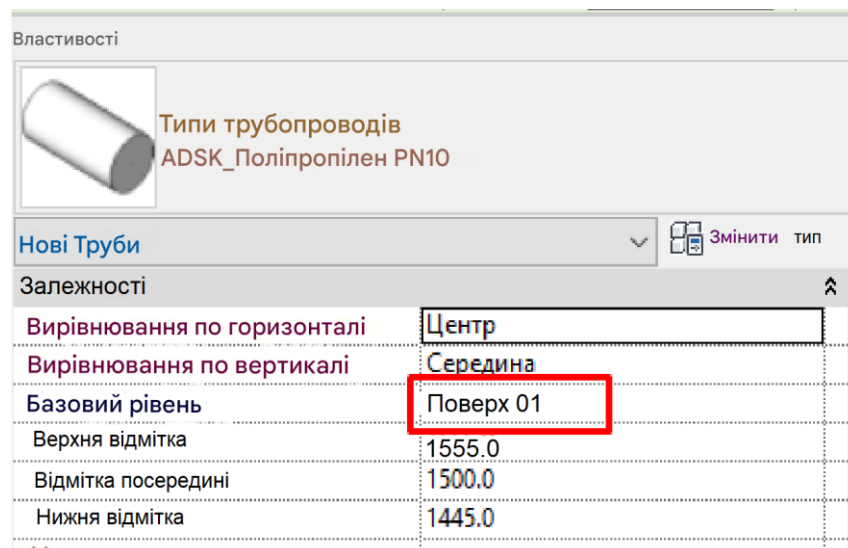 Властивості
Типи трубопроводів
ADSK_Поліпропілен PN10
Нові Труби
Змінити тип
Залежності
Вирівнювання по горизонталі Центр
Вирівнювання по вертикалі Середина
Базовий рівень Поверх 01
Верхня відмітка 1555.0
Відмітка посередині 1500.0
Нижня відмітка 1445.0